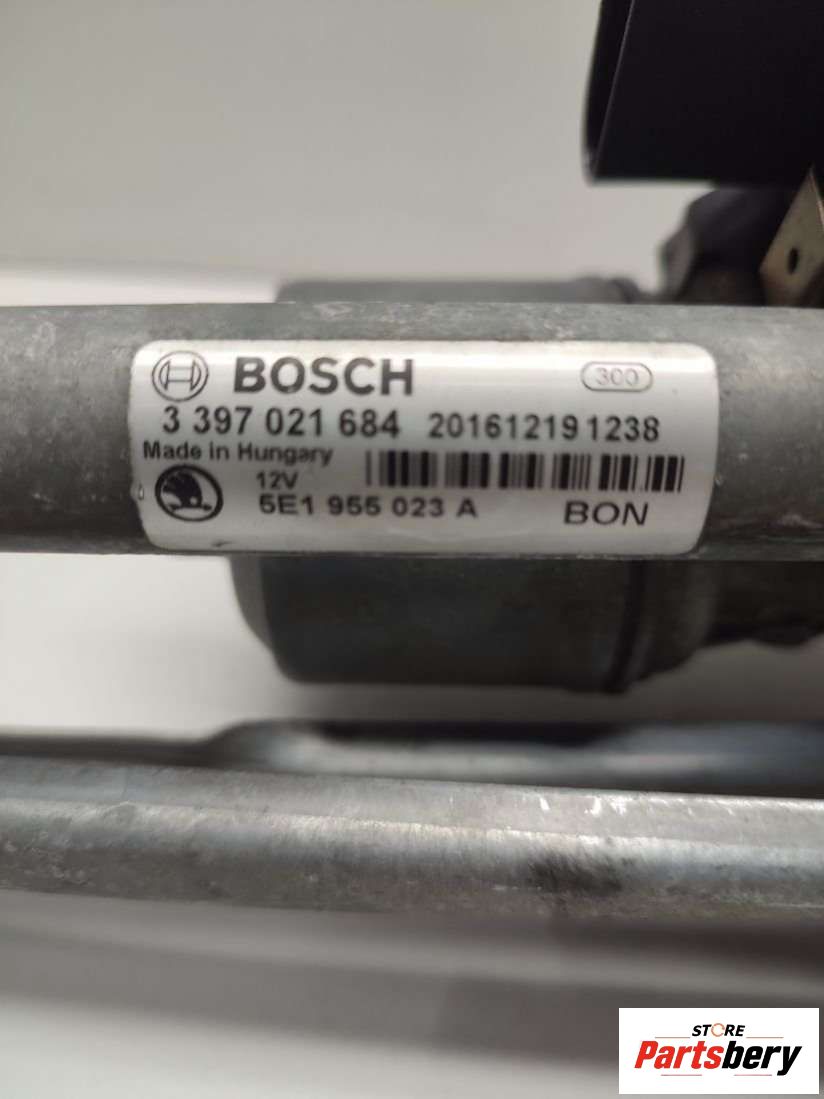 BOSCH 300
3 397 021 684 201612191238
Made in Hungary
12V
5E1 955 023 A BON
STORE
Partsbery